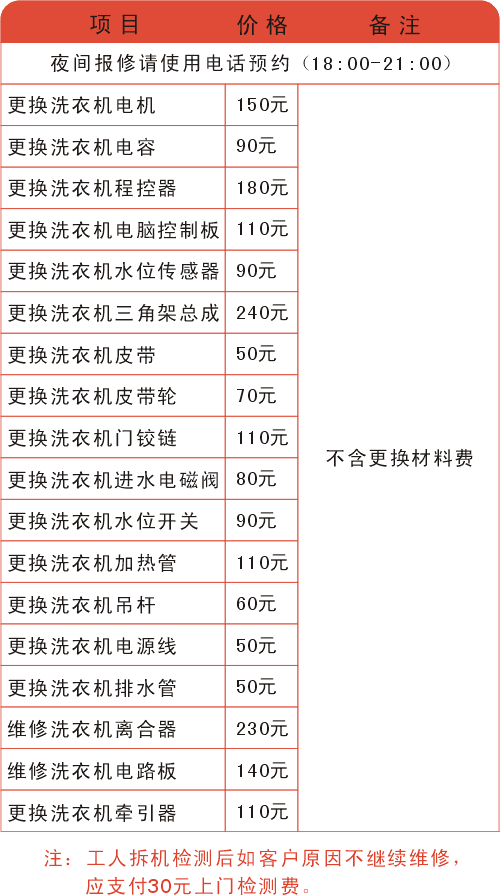 项目 价格 备注
夜间报修请使用电话预约（18:00-21:00）
更换洗衣机电机 150元
更换洗衣机电容 90元
更换洗衣机程控器 180元
更换洗衣机电脑控制板 110元
更换洗衣机水位传感器 90元
更换洗衣机三角架总成 240元
更换洗衣机皮带 50元
更换洗衣机皮带轮 70元
更换洗衣机门铰链 110元
不含更换材料费
更换洗衣机进水电磁阀 80元
更换洗衣机水位开关 90元
更换洗衣机加热管 110元
更换洗衣机吊杆 60元
更换洗衣机电源线 50元
更换洗衣机排水管 50元
维修洗衣机离合器 230元
维修洗衣机电路板 140元
更换洗衣机牵引器 110元
注：工人拆机检测后如客户原因不继续维修，
应支付30元上门检测费。